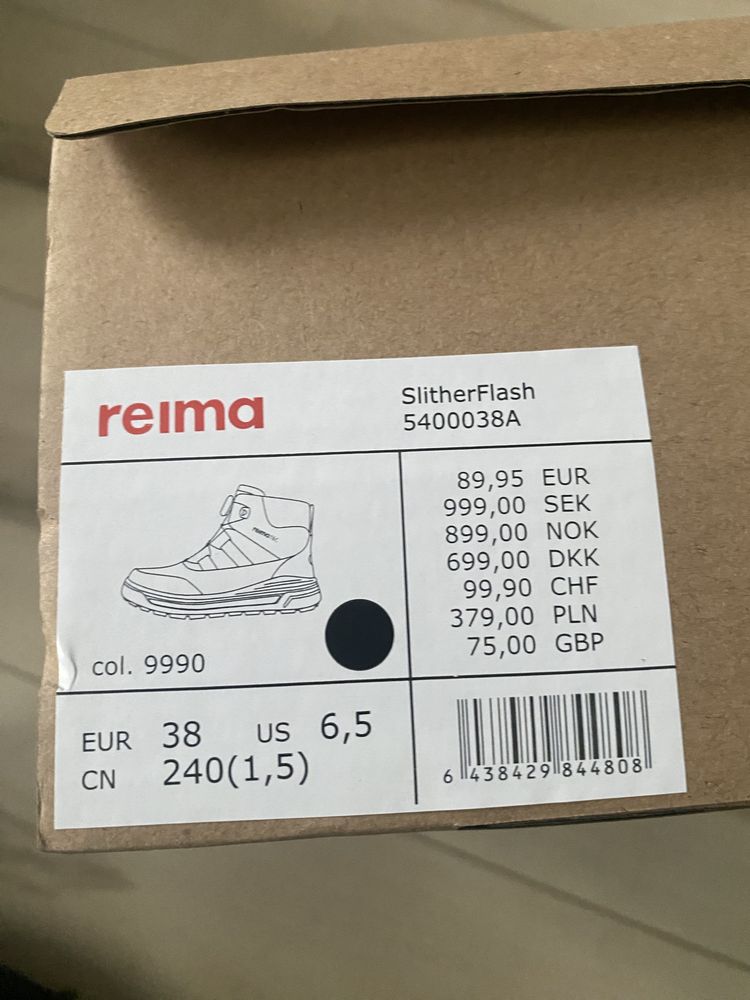 reima
SlitherFlash
5400038A
reimatec
col. 9990
89,95 EUR
999,00 SEK
899,00 NOK
699,00 DKK
99,90 CHF
379,00 PLN
75,00 GBP
EUR 38 US 6,5
CN 240(1,5)
6 438429 844808